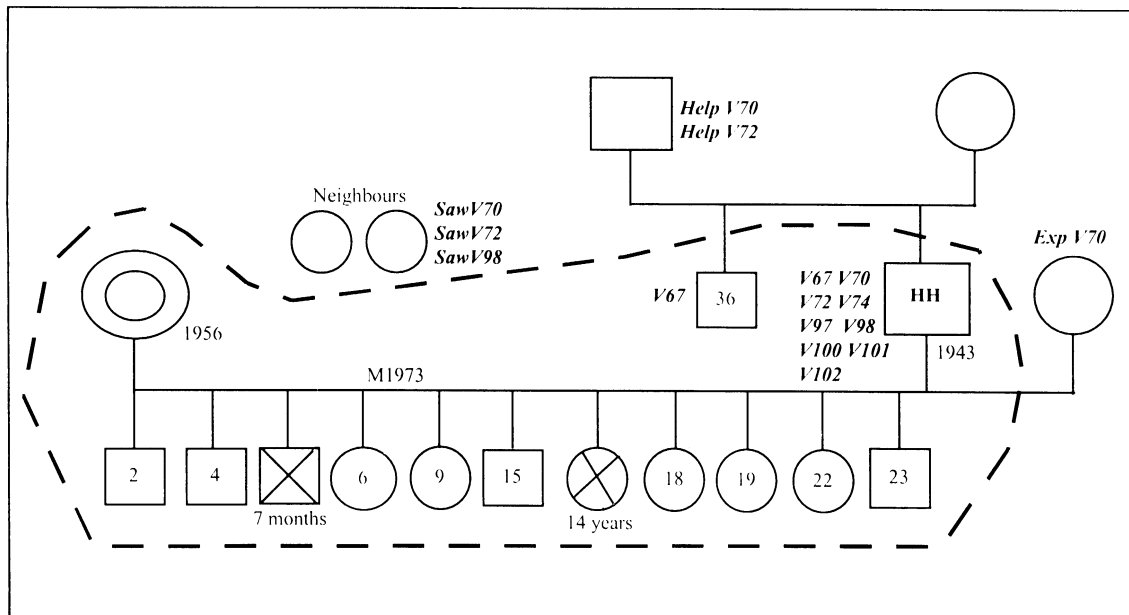 Help V70
Help V72
Neighbours
SawV70
SawV72
SawV98
Exp V70
V67
36
V67 V70
V72 V74
V97 V98
V100 V101
V102
HH
1956
1943
M1973
2
4
6
9
15
18
19
22
23
7 months
14 years